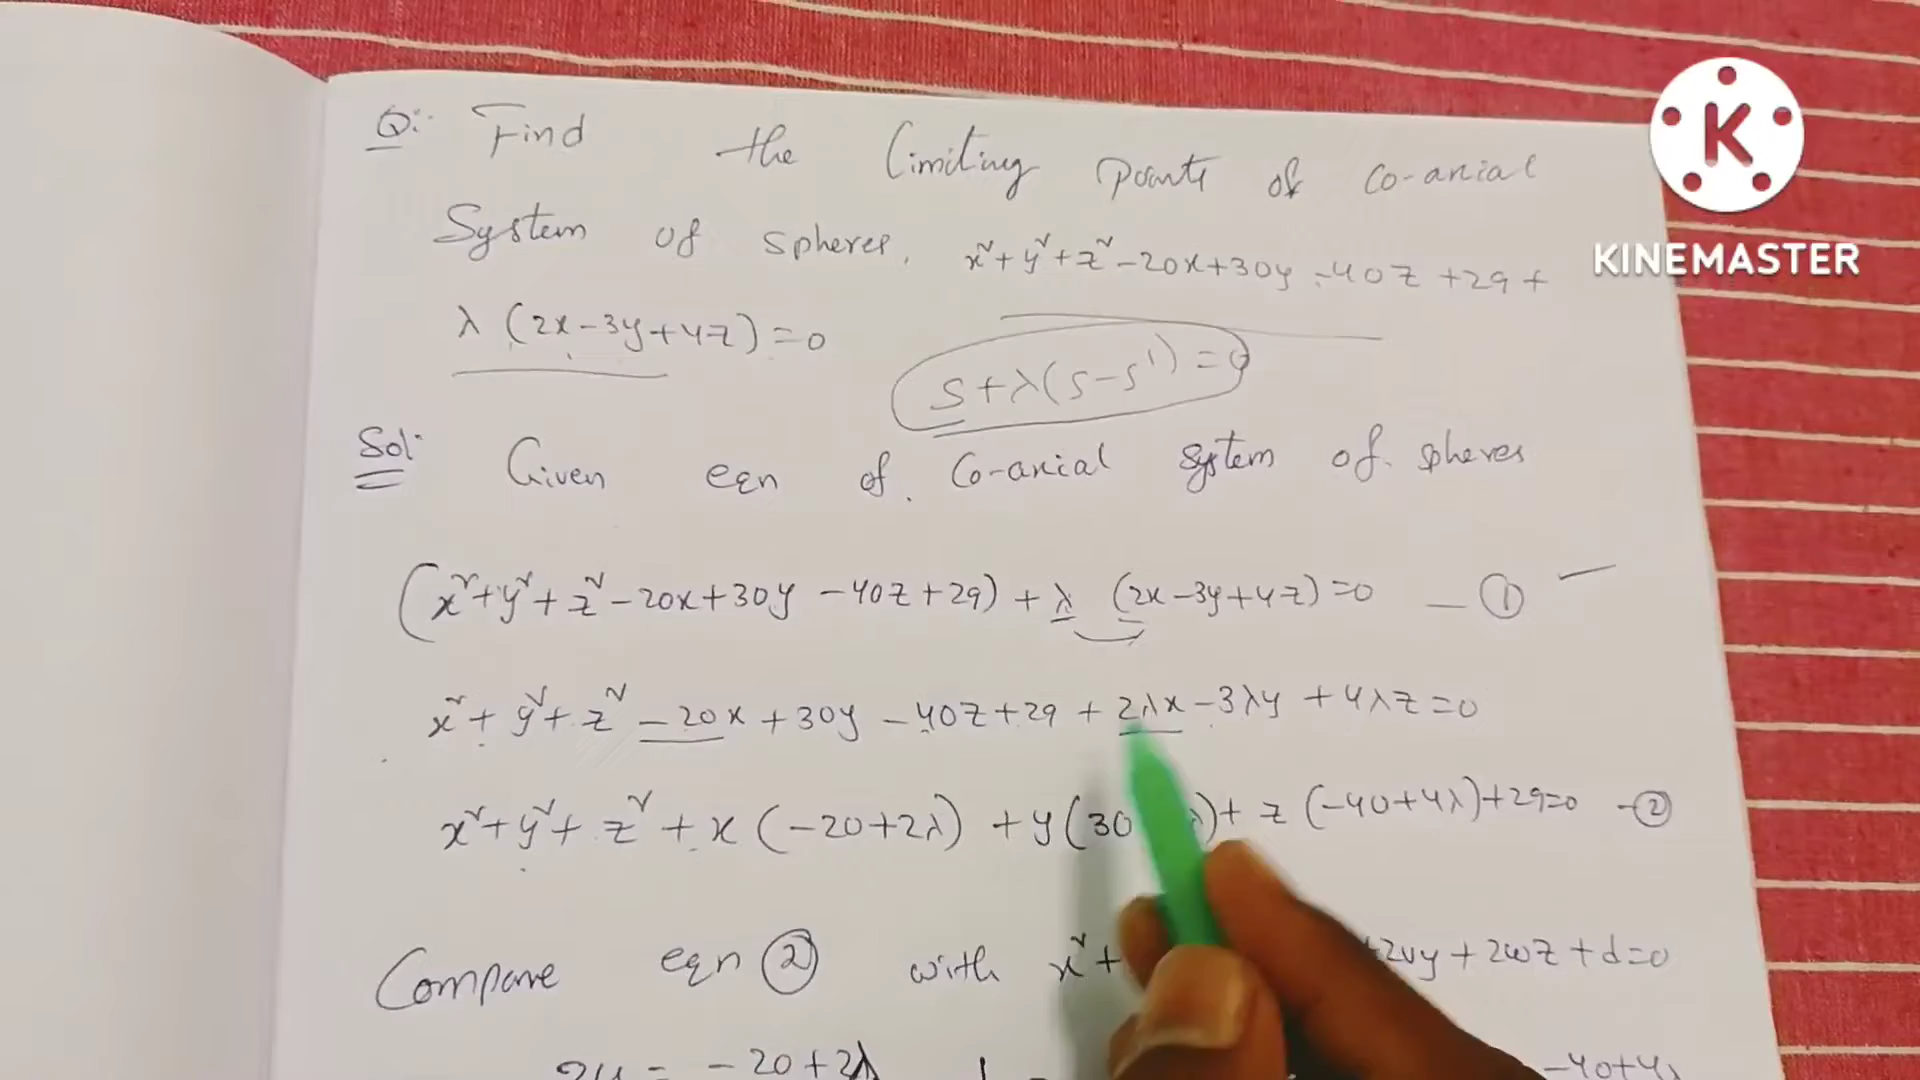 Q:- Find the limiting points of co-axial
System of spheres. x²+y²+z²-20x+30y-40z+29+
λ (2x-3y+4z)=0
S+λ(S-S')=0
Sol: Given eqn of Co-axial system of spheres
(x²+y²+z²-20x+30y-40z+29)+λ (2x-3y+4z)=0 — ①
x²+y²+z²-20x+30y-40z+29+2λx-3λy+4λz=0
x²+y²+z²+x(-20+2λ)+y(30 λ)+z(-40+4λ)+29=0 -②
Compare eqn ② with x²+ +2vy+2wz+d=0
2u = -20+2λ -40+4λ
K
KINEMASTER